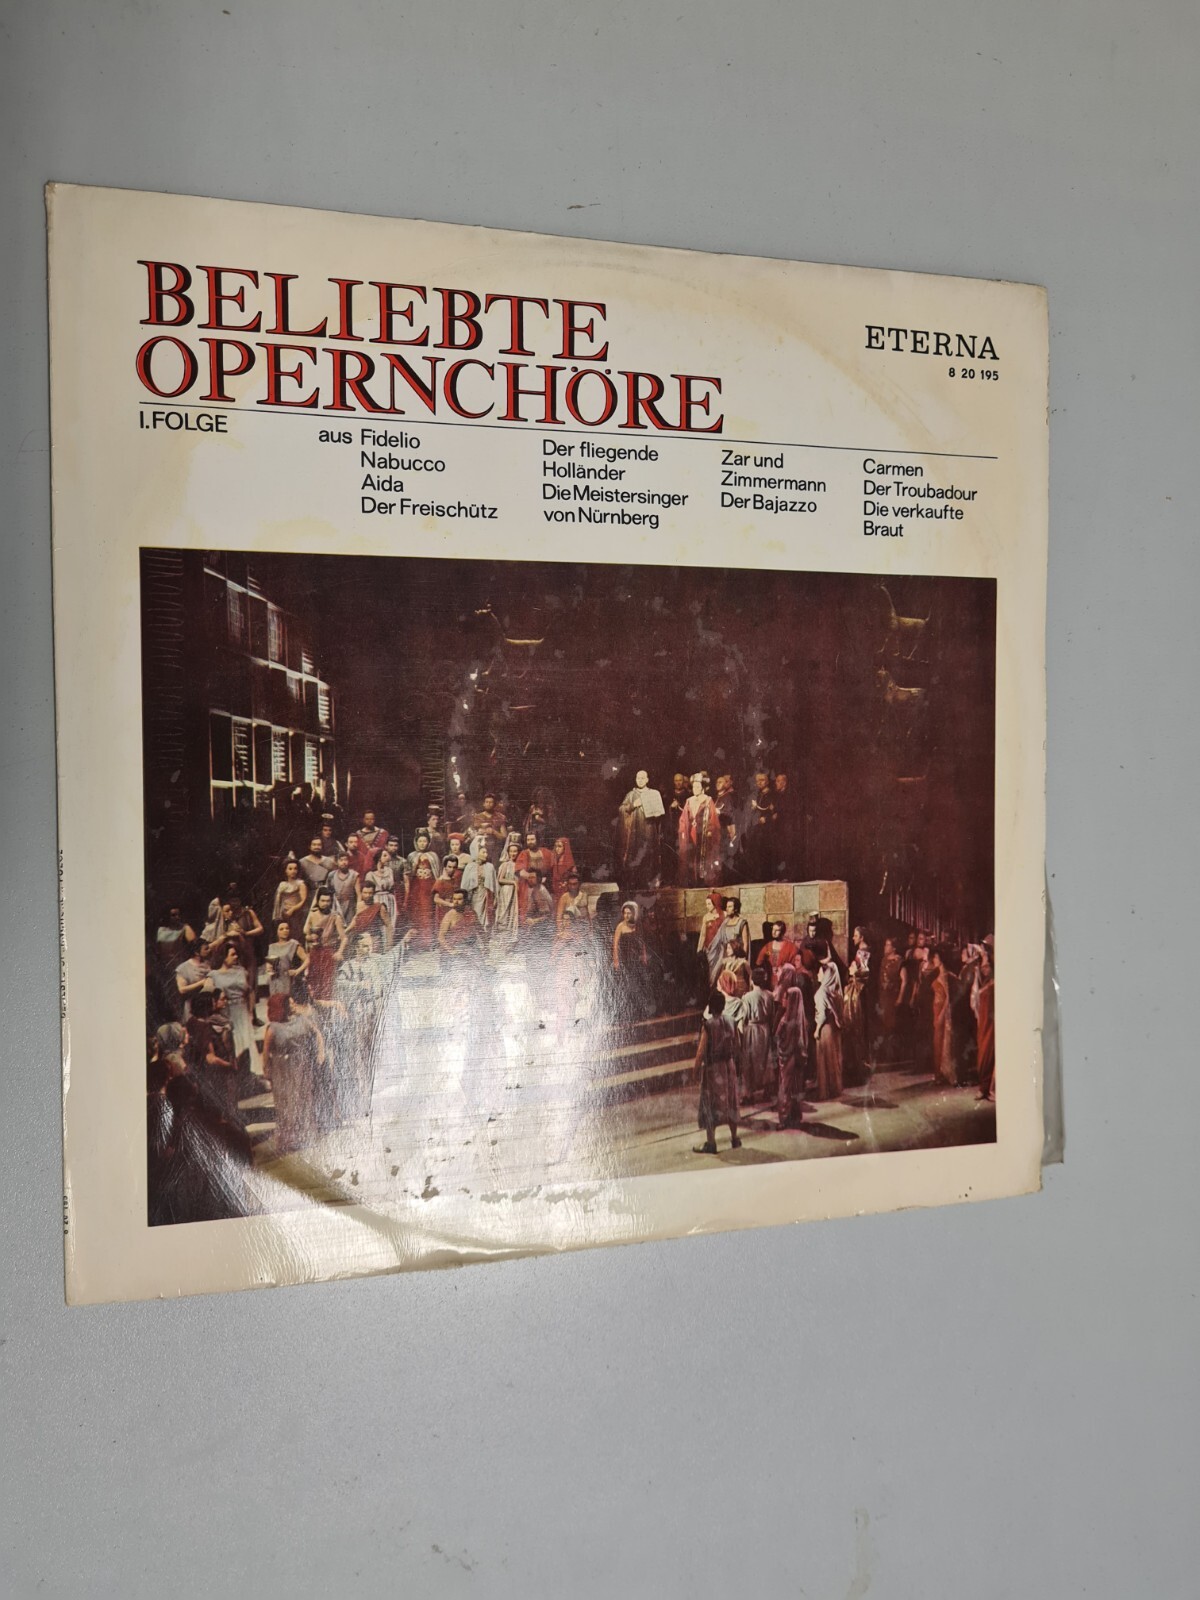 BELIEBTE
OPERNCHÖRE
ETERNA
8 20 195
I. FOLGE
aus Fidelio
Nabucco
Aida
Der Freischütz
Der fliegende
Holländer
Die Meistersinger
von Nürnberg
Zar und
Zimmermann
Der Bajazzo
Carmen
Der Troubadour
Die verkaufte
Braut